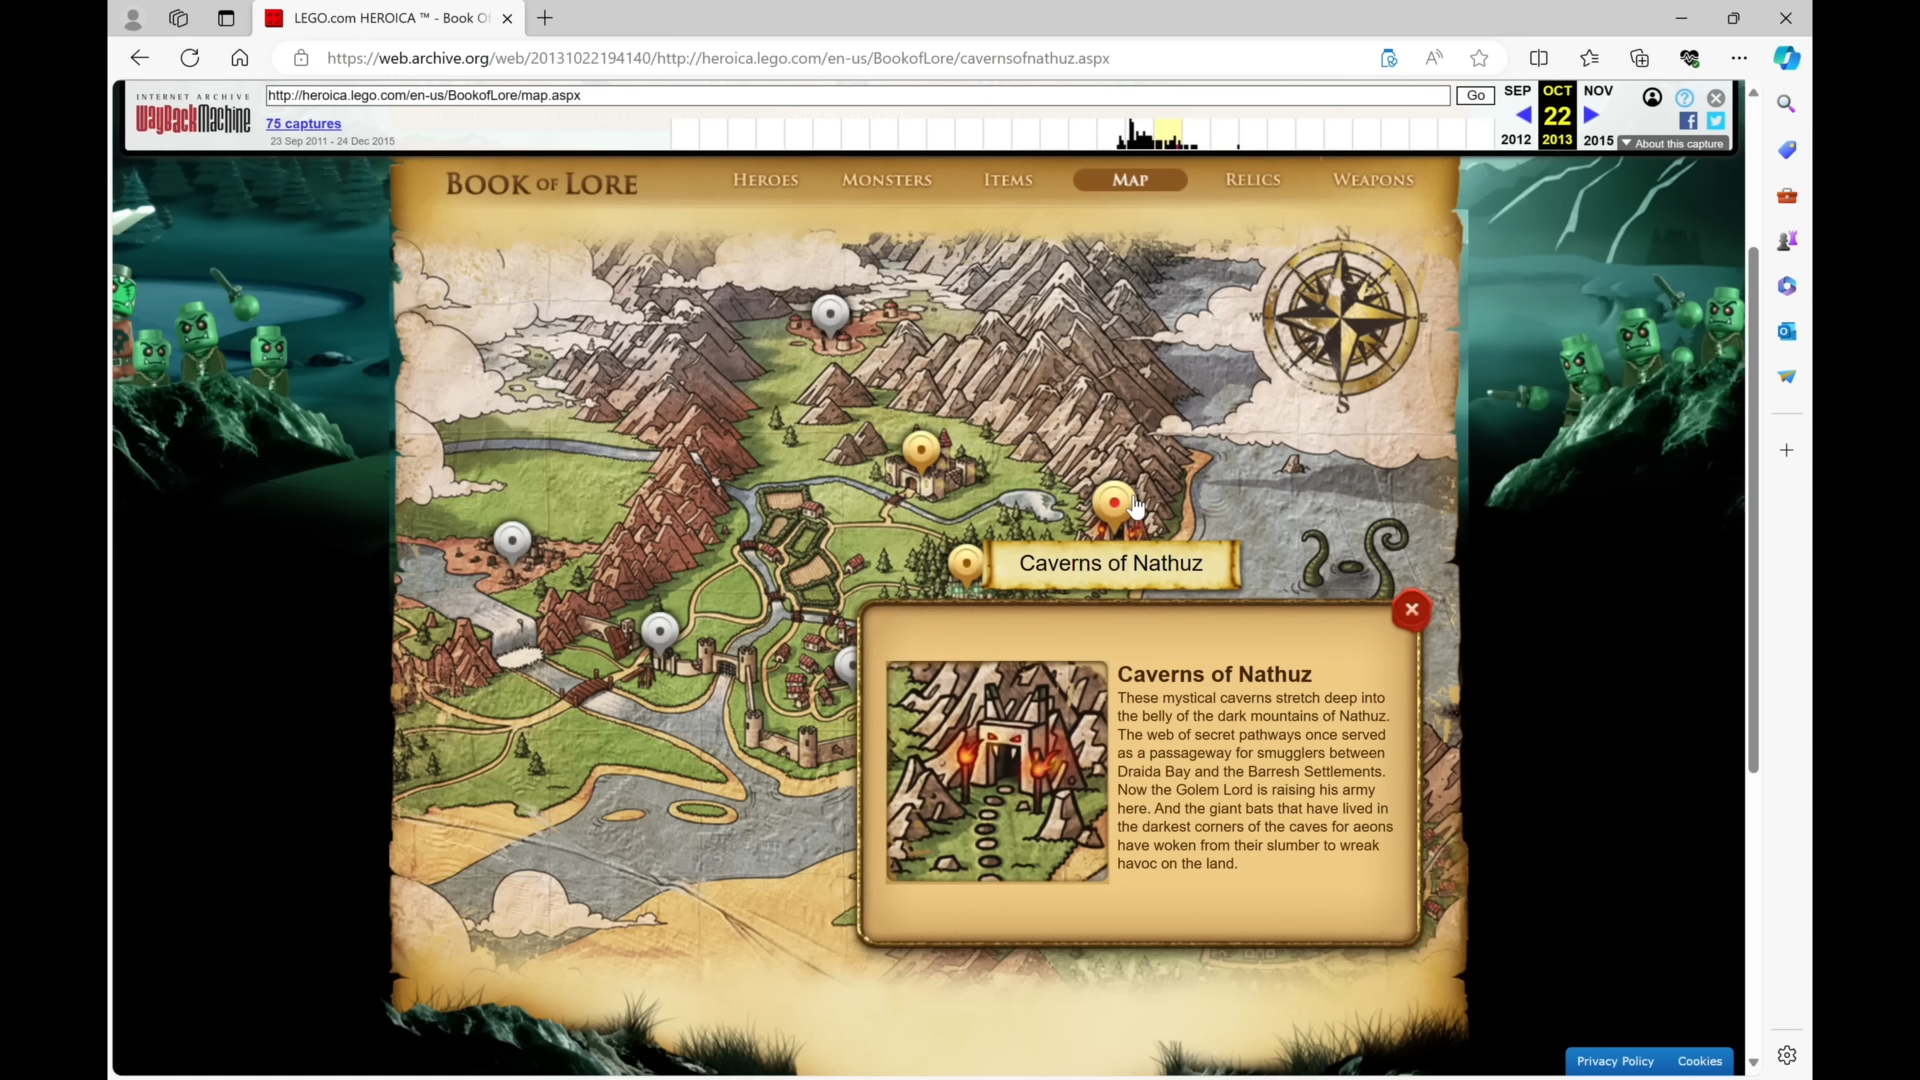 LEGO.com HEROICA ™ - Book Of
https://web.archive.org/web/20131022194140/http://heroica.lego.com/en-us/BookofLore/cavernsofnathuz.aspx
INTERNET ARCHIVE
WayBackMachine
http://heroica.lego.com/en-us/BookofLore/map.aspx
Go
SEP OCT NOV
75 captures
22
23 Sep 2011 - 24 Dec 2015
2012 2013 2015
About this capture
BOOK OF LORE
HEROES MONSTERS ITEMS MAP RELICS WEAPONS
N
W E
S
Caverns of Nathuz
Caverns of Nathuz
These mystical caverns stretch deep into
the belly of the dark mountains of Nathuz.
The web of secret pathways once served
as a passageway for smugglers between
Draida Bay and the Barresh Settlements.
Now the Golem Lord is raising his army
here. And the giant bats that have lived in
the darkest corners of the caves for aeons
have woken from their slumber to wreak
havoc on the land.
Privacy Policy Cookies